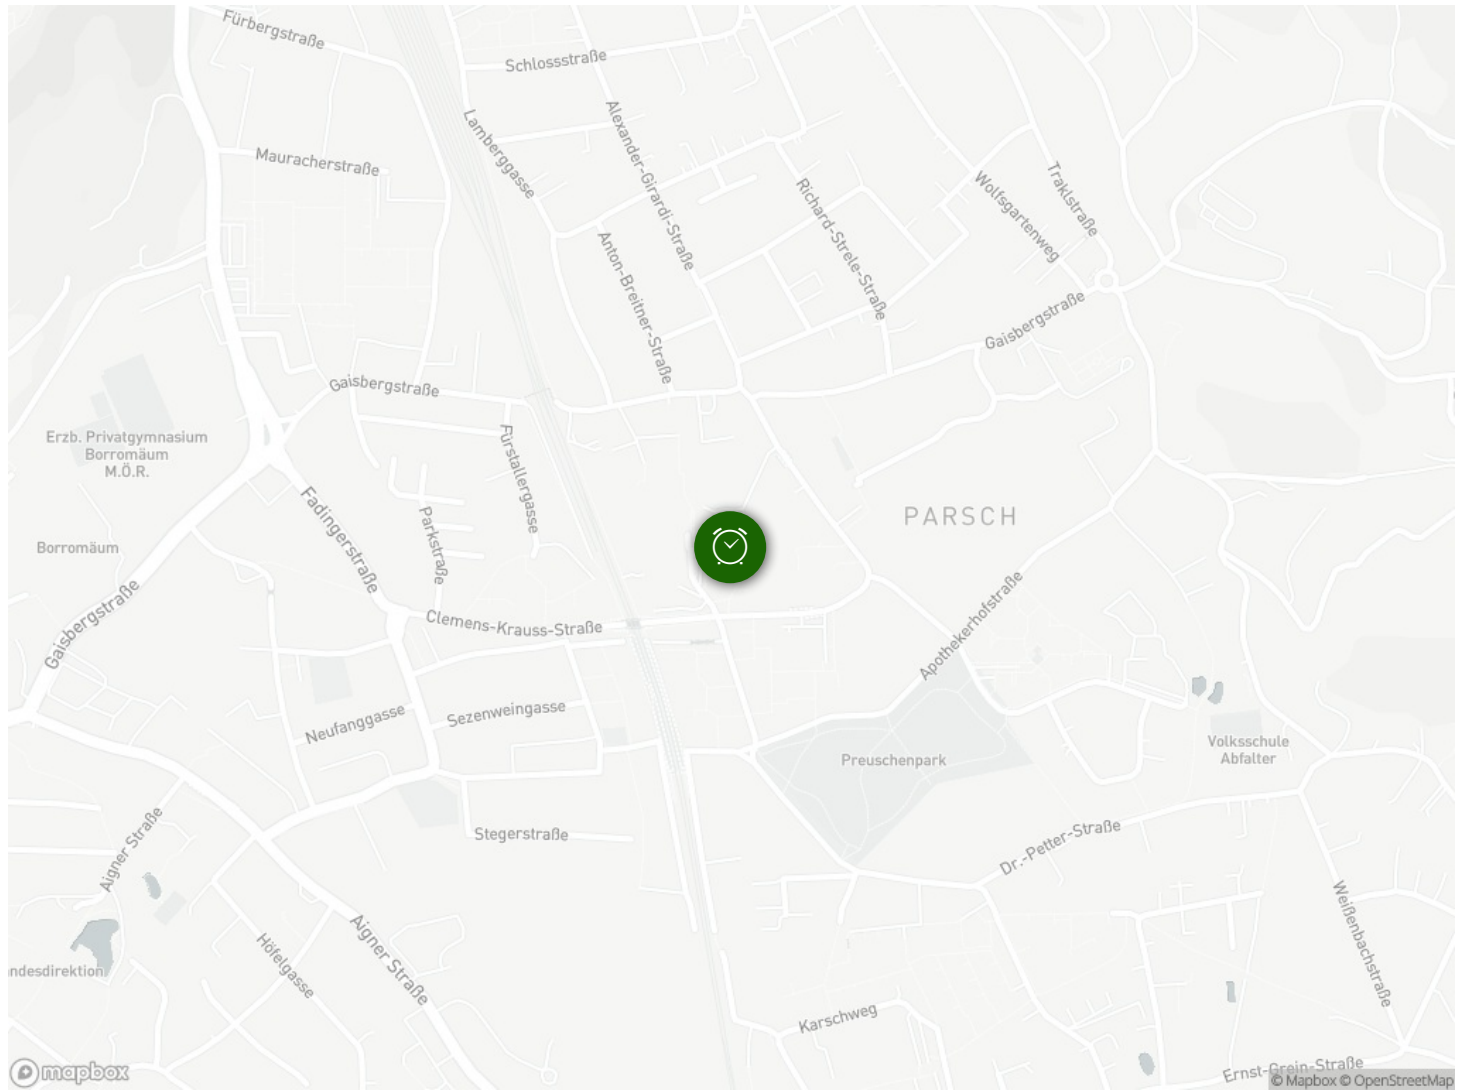 Fürbergstraße
Schlossstraße
Lamberggasse
Alexander-Girardi-Straße
Mauracherstraße
Richard-Strele-Straße
Wolfsgartenweg
Traklstraße
Anton-Breitner-Straße
Gaisbergstraße
Gaisbergstraße
Erzb. Privatgymnasium
Borromäum
M.Ö.R.
Fürstallergasse
Fadingerstraße
Parkstraße
PARSCH
Borromäum
Gaisbergstraße
Clemens-Krauss-Straße
Apothekerhofstraße
Neufanggasse
Sezenweingasse
Preuschenpark
Volksschule
Abfalter
Aigner Straße
Stegerstraße
Dr.-Petter-Straße
Weißenbachstraße
Höfelgasse
Aigner Straße
ndesdirektion
Karschweg
Ernst-Grein-Straße
mapbox
© Mapbox © OpenStreetMap